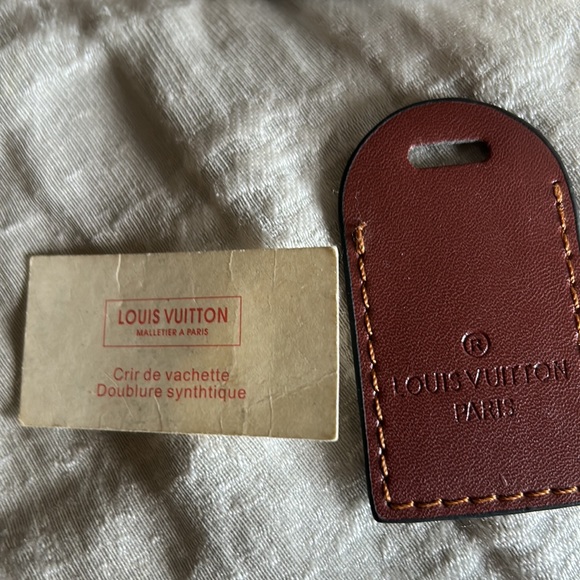 LOUIS VUITTON
MALLETIER A PARIS
Crir de vachette
Doublure synthtique
®
LOUIS VUITTON
PARIS